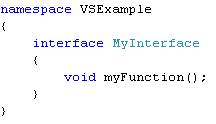 namespace VSExample
{
    interface MyInterface
    {
        void myFunction();
    }
}